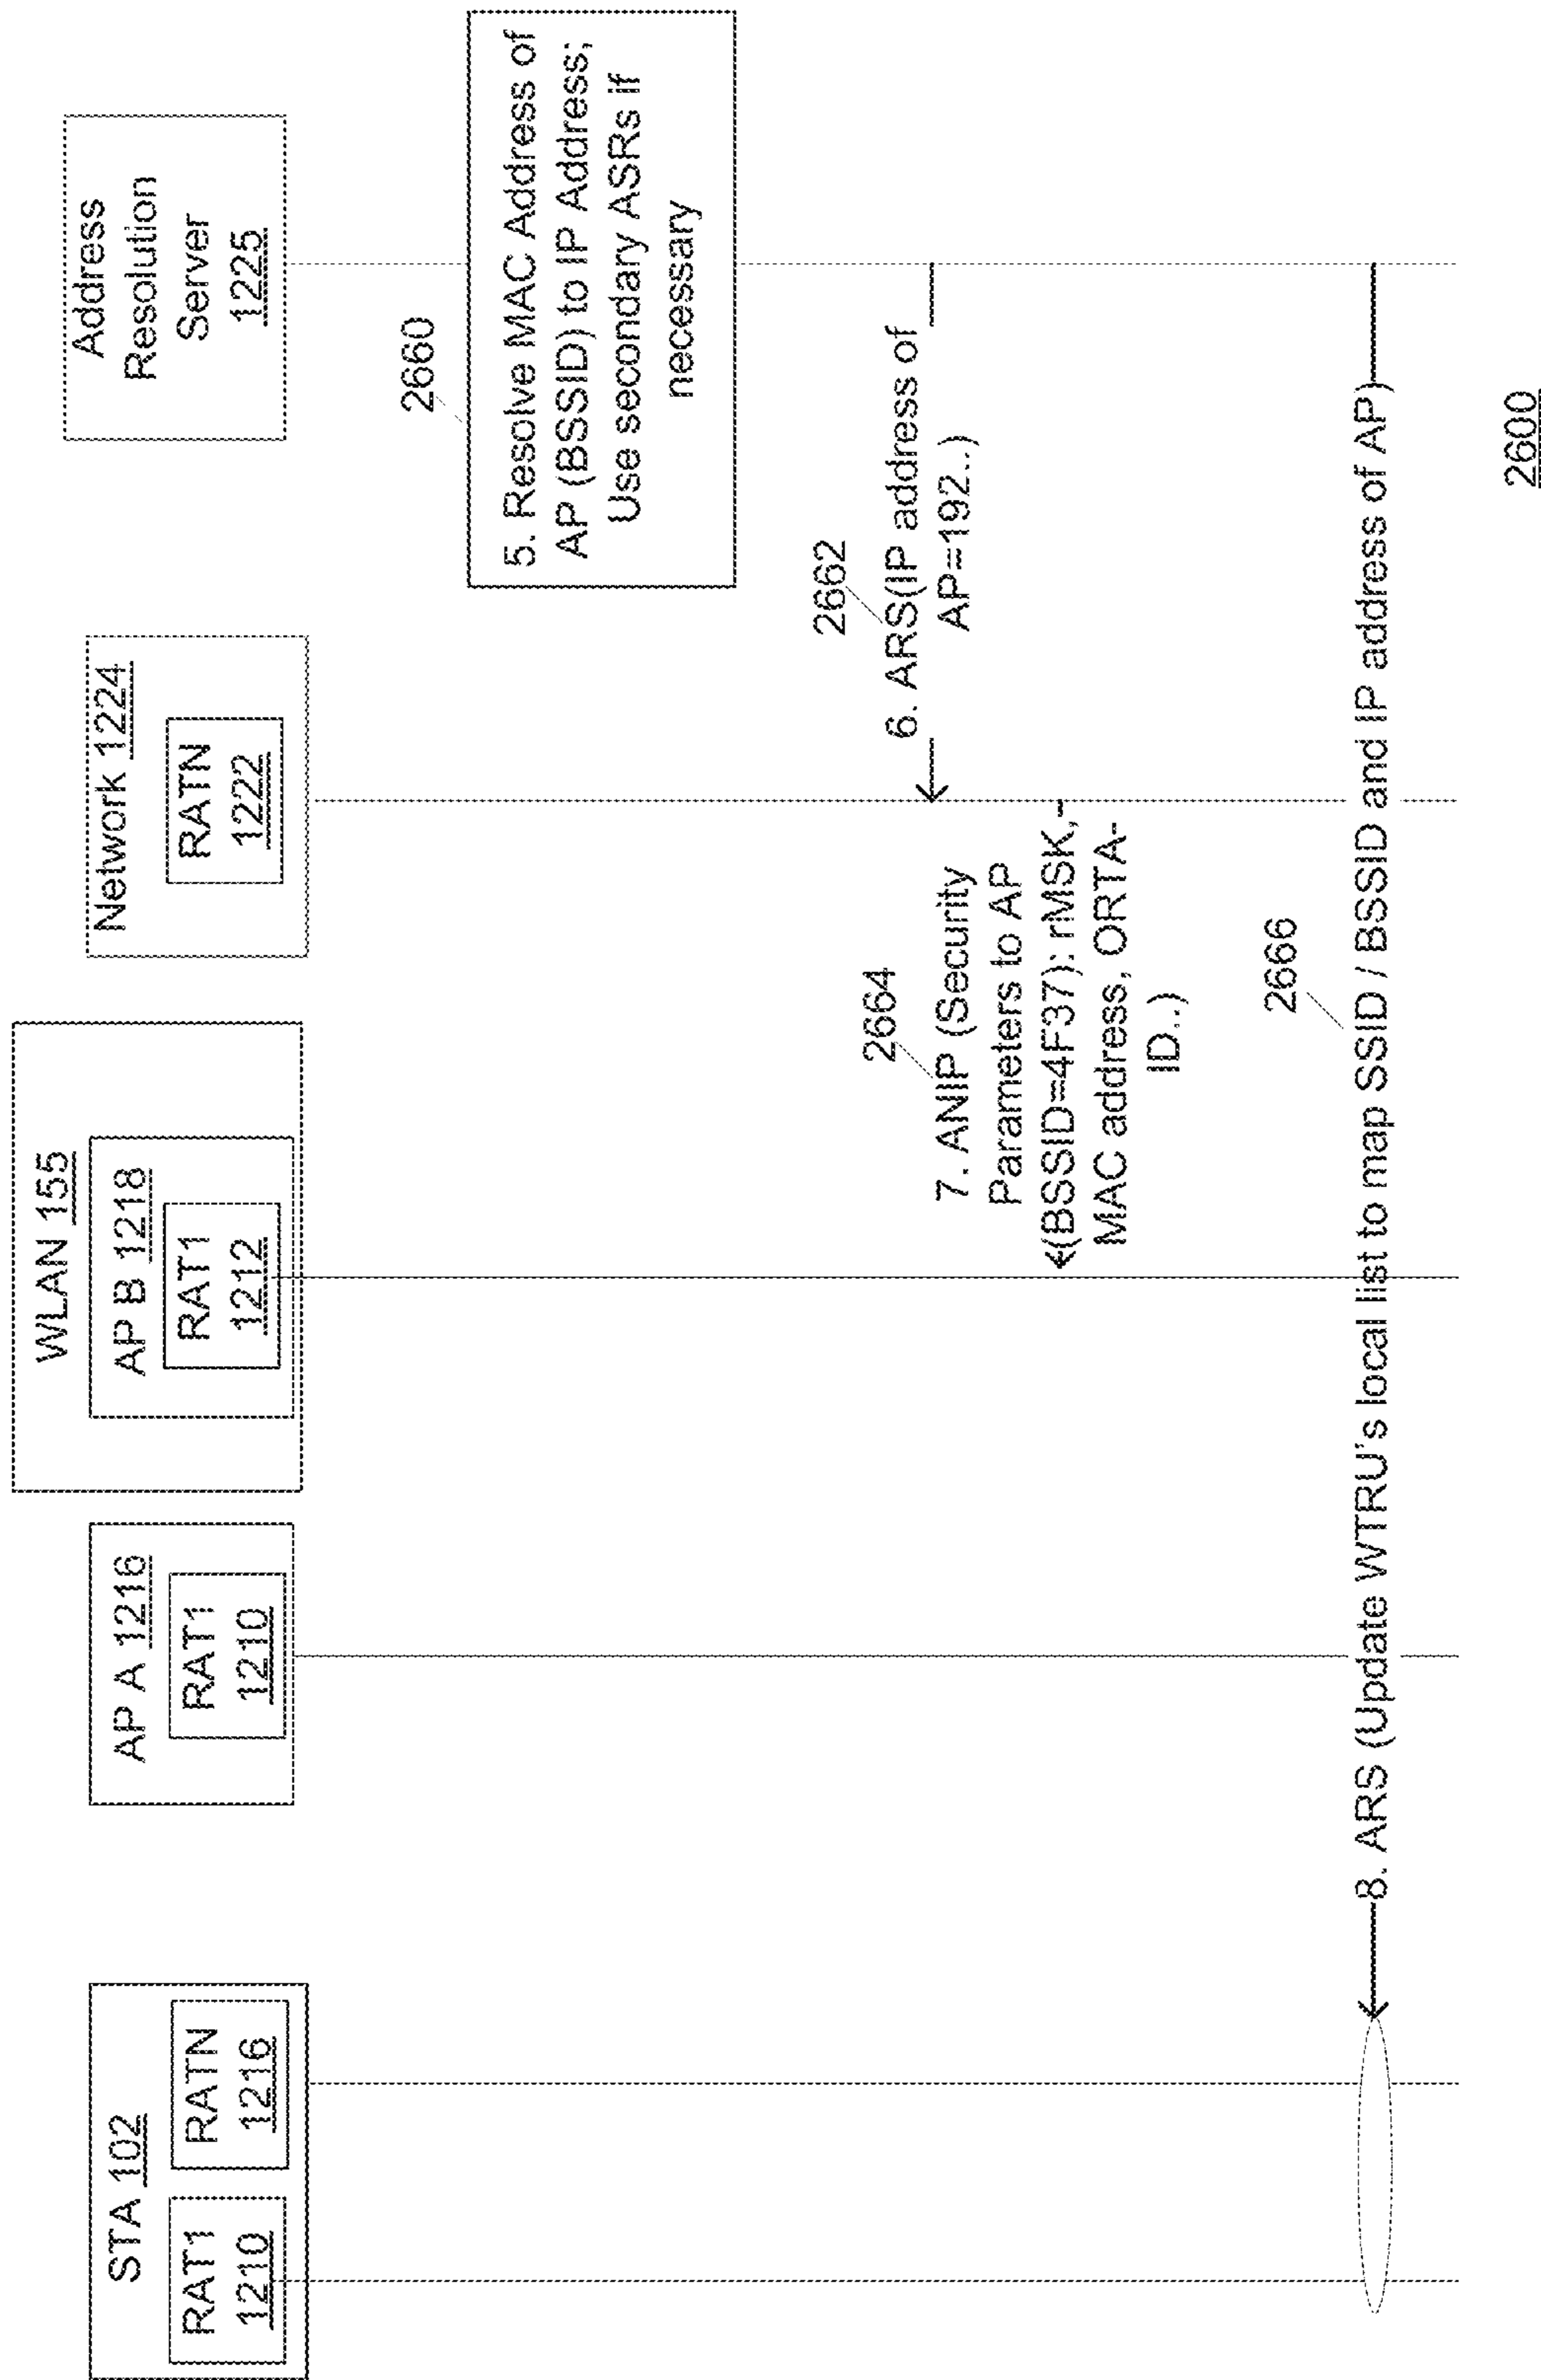 STA 102
RAT1
1210
RATN
1216
AP A 1216
RAT1
1210
WLAN 155
AP B 1218
RAT1
1212
Network 1224
RATN
1222
Address
Resolution
Server
1225
2660
5. Resolve MAC Address of
AP (BSSID) to IP Address;
Use secondary ASRs if
necessary
2662
6. ARS(IP address of
AP=192..)
2664
7. ANIP (Security
Parameters to AP
(BSSID=4F37): rMSK,
MAC address, ORTA-
ID..)
2666
8. ARS (Update WTRU's local list to map SSID / BSSID and IP address of AP)
2600